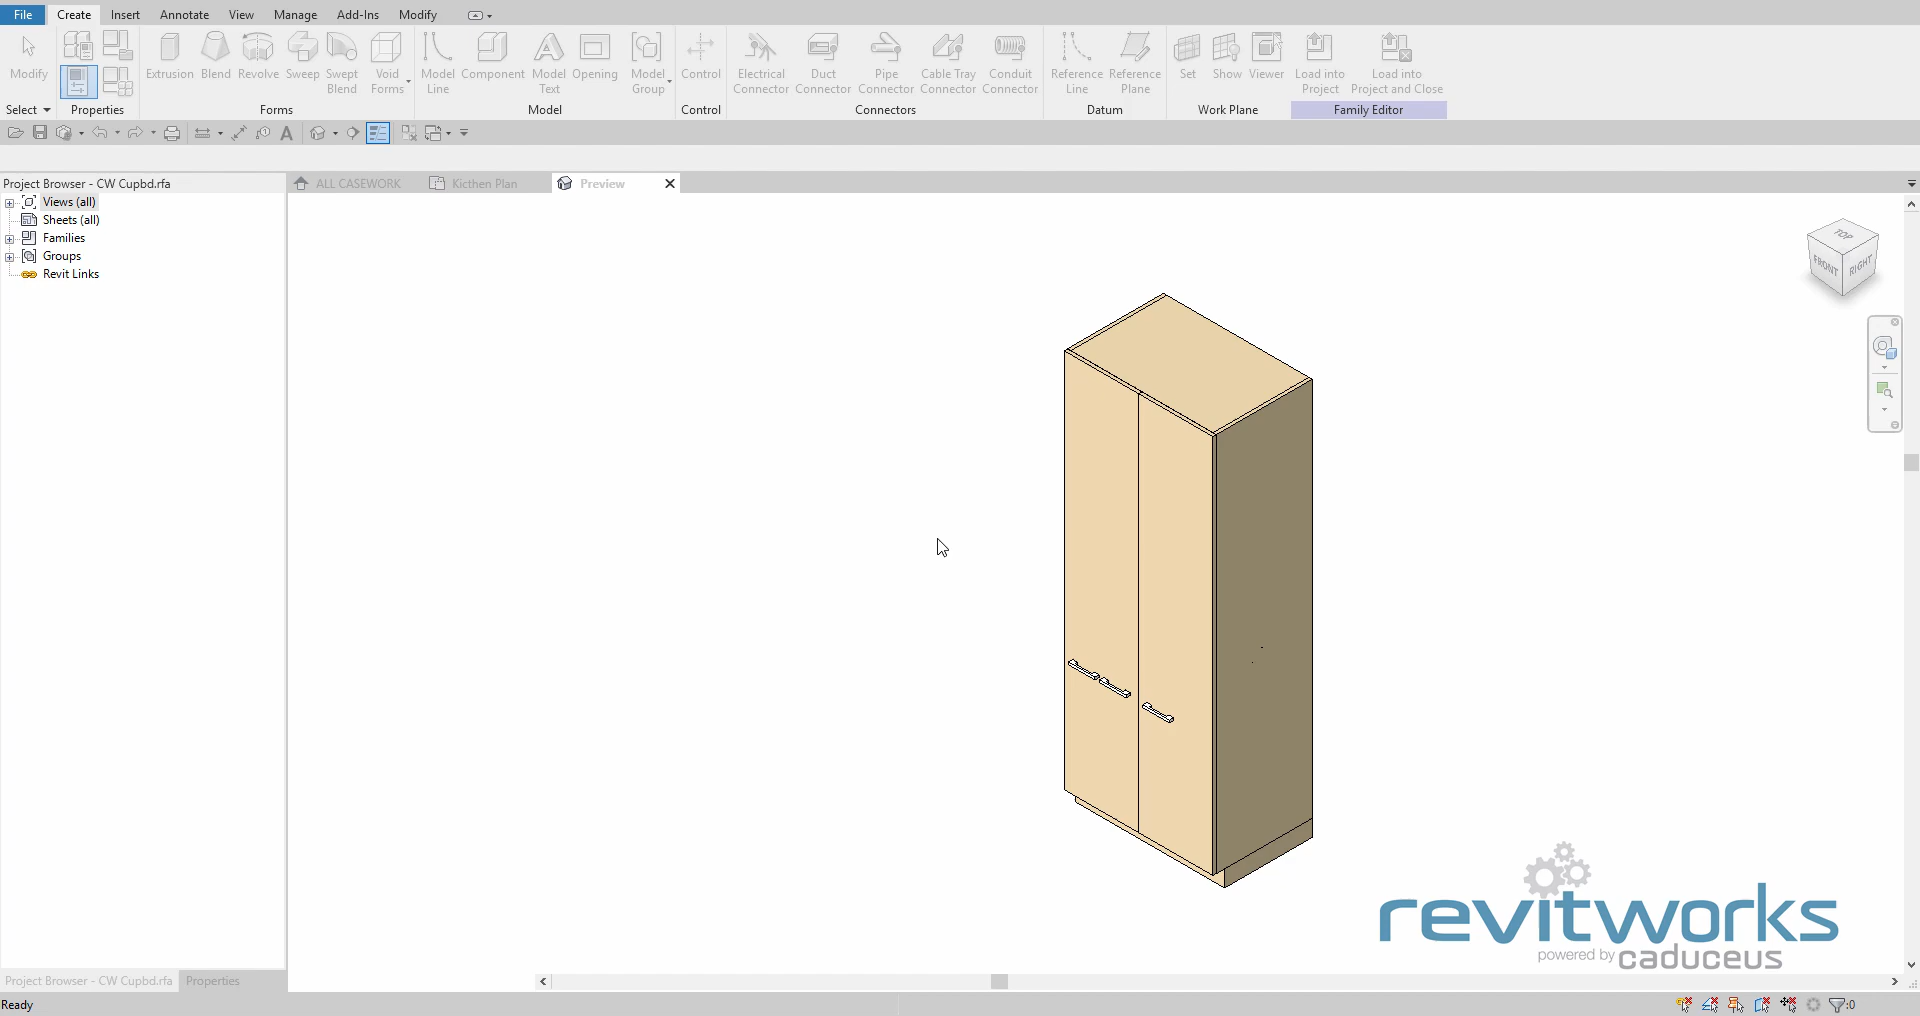 File Create Insert Annotate View Manage Add-Ins Modify
Modify Extrusion Blend Revolve Sweep Swept Blend Void Forms Model Line Component Model Text Opening Model Group Control Electrical Connector Duct Connector Pipe Connector Cable Tray Connector Conduit Connector Reference Line Reference Plane Set Show Viewer Load into Project Load into Project and Close
Select Properties Forms Model Control Connectors Datum Work Plane Family Editor
Project Browser - CW Cupbd.rfa
ALL CASEWORK Kicthen Plan Preview
Views (all)
Sheets (all)
Families
Groups
Revit Links
TOP
FRONT RIGHT
revitworks
powered by caduceus
Project Browser - CW Cupbd.rfa Properties
Ready
:0